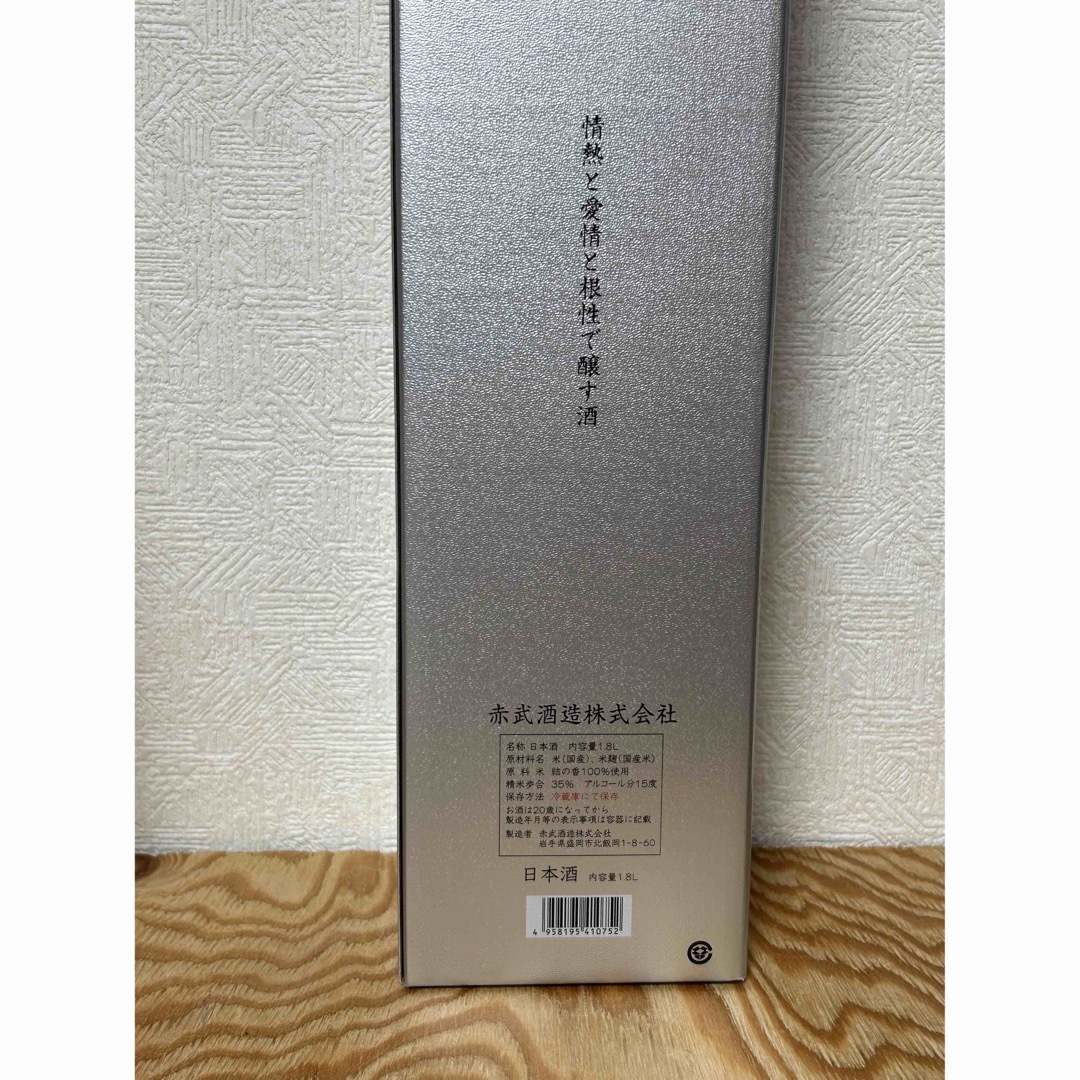 情熱と愛情と根性で醸す酒
赤武酒造株式会社
名称 日本酒 内容量1.8L
原材料名 米(国産)、米麹(国産米)
原料米 結の香100%使用
精米歩合 35% アルコール分15度
保存方法 冷蔵庫にて保存
お酒は20歳になってから
製造年月等の表示事項は容器に記載
製造者 赤武酒造株式会社
岩手県盛岡市北飯岡1-8-60
日本酒 内容量1.8L
4 958195 410752